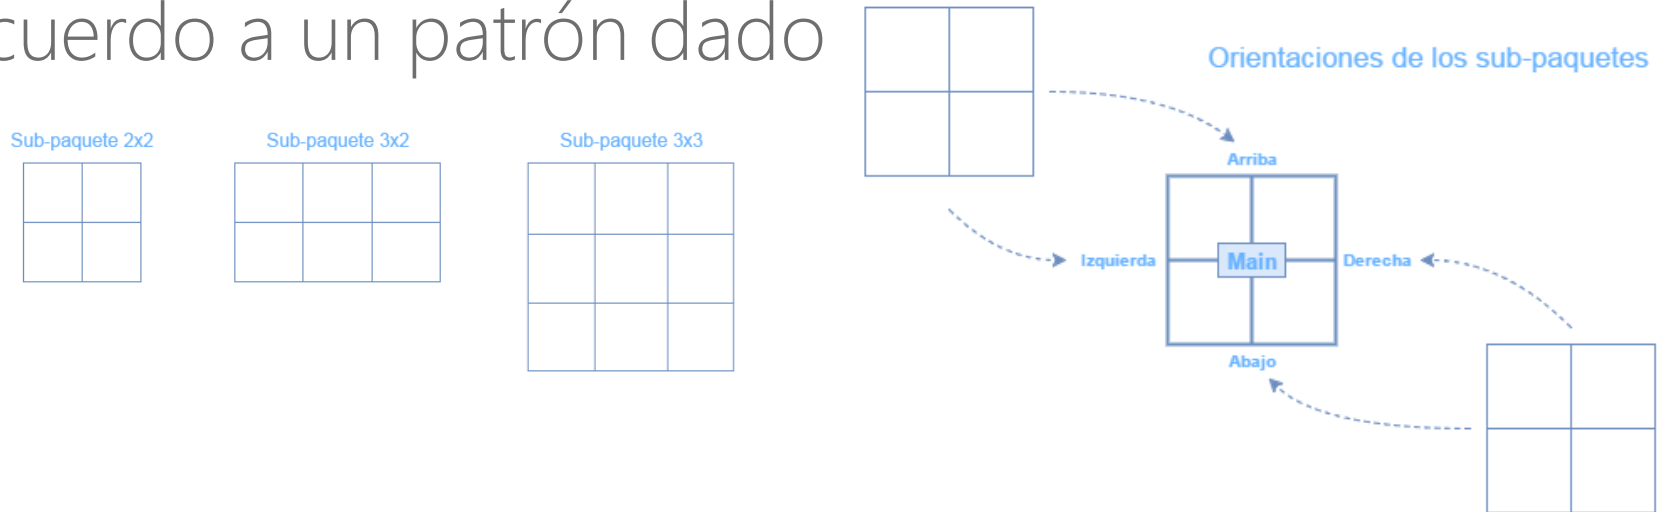 cuerdo a un patrón dado
Orientaciones de los sub-paquetes
Sub-paquete 2x2
Sub-paquete 3x2
Sub-paquete 3x3
Arriba
Izquierda
Main
Derecha
Abajo